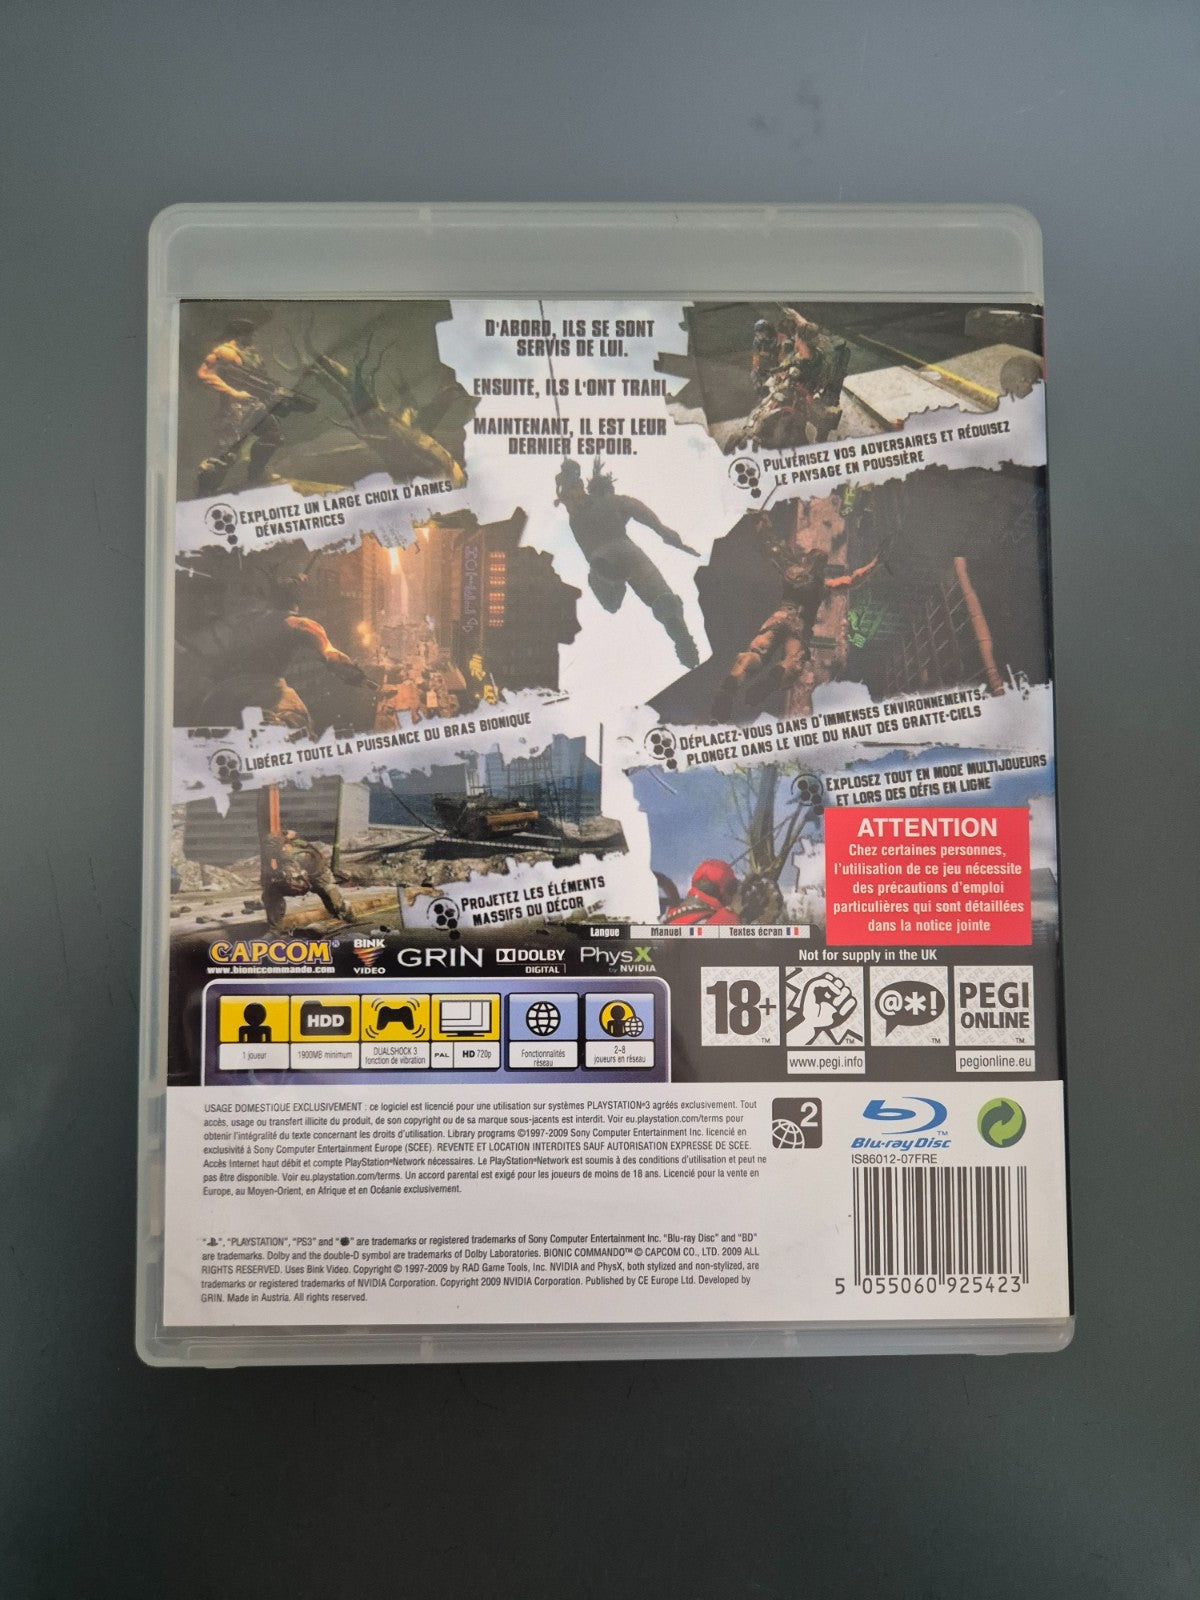 D'ABORD, ILS SE SONT
SERVIS DE LUI.
ENSUITE, ILS L'ONT TRAHI.
MAINTENANT, IL EST LEUR
DERNIER ESPOIR.
EXPLOITEZ UN LARGE CHOIX D'ARMES
DÉVASTATRICES
PULVÉRISEZ VOS ADVERSAIRES ET RÉDUISEZ
LE PAYSAGE EN POUSSIÈRE
HOTEL
LIBÉREZ TOUTE LA PUISSANCE DU BRAS BIONIQUE
DÉPLACEZ-VOUS DANS D'IMMENSES ENVIRONNEMENTS.
PLONGEZ DANS LE VIDE DU HAUT DES GRATTE-CIELS
EXPLOSEZ TOUT EN MODE MULTIJOUEURS
ET LORS DES DÉFIS EN LIGNE
PROJETEZ LES ÉLÉMENTS
MASSIFS DU DÉCOR
ATTENTION
Chez certaines personnes,
l'utilisation de ce jeu nécessite
des précautions d'emploi
particulières qui sont détaillées
dans la notice jointe
Langue Manuel Textes écran
CAPCOM®
www.bioniccommando.com
BINK
VIDEO
GRIN
DOLBY
DIGITAL
PhysX
by NVIDIA
Not for supply in the UK
1 joueur
HDD
1900MB minimum
DUALSHOCK 3
fonction de vibration
PAL HD 720p
Fonctionnalités
réseau
2-8
joueurs en réseau
18+
™
@*!
PEGI
ONLINE
www.pegi.info
pegionline.eu
USAGE DOMESTIQUE EXCLUSIVEMENT : ce logiciel est licencié pour une utilisation sur systèmes PLAYSTATION®3 agréés exclusivement. Tout
accès, usage ou transfert illicite du produit, de son copyright ou de sa marque sous-jacents est interdit. Voir eu.playstation.com/terms pour
obtenir l'intégralité du texte concernant les droits d'utilisation. Library programs ©1997-2009 Sony Computer Entertainment Inc. licencié en
exclusivité à Sony Computer Entertainment Europe (SCEE). REVENTE ET LOCATION INTERDITES SAUF AUTORISATION EXPRESSE DE SCEE.
Accès Internet haut débit et compte PlayStation®Network nécessaires. Le PlayStation®Network est soumis à des conditions d'utilisation et peut ne
pas être disponible. Voir eu.playstation.com/terms. Un accord parental est exigé pour les joueurs de moins de 18 ans. Licencié pour la vente en
Europe, au Moyen-Orient, en Afrique et en Océanie exclusivement.
2
Blu-ray Disc
IS86012-07FRE
"", "PLAYSTATION", "PS3" and "" are trademarks or registered trademarks of Sony Computer Entertainment Inc. "Blu-ray Disc" and "BD"
are trademarks. Dolby and the double-D symbol are trademarks of Dolby Laboratories. BIONIC COMMANDO™ © CAPCOM CO., LTD. 2009 ALL
RIGHTS RESERVED. Uses Bink Video. Copyright © 1997-2009 by RAD Game Tools, Inc. NVIDIA and PhysX, both stylized and non-stylized, are
trademarks or registered trademarks of NVIDIA Corporation. Copyright 2009 NVIDIA Corporation. Published by CE Europe Ltd. Developed by
GRIN. Made in Austria. All rights reserved.
5 055060 925423